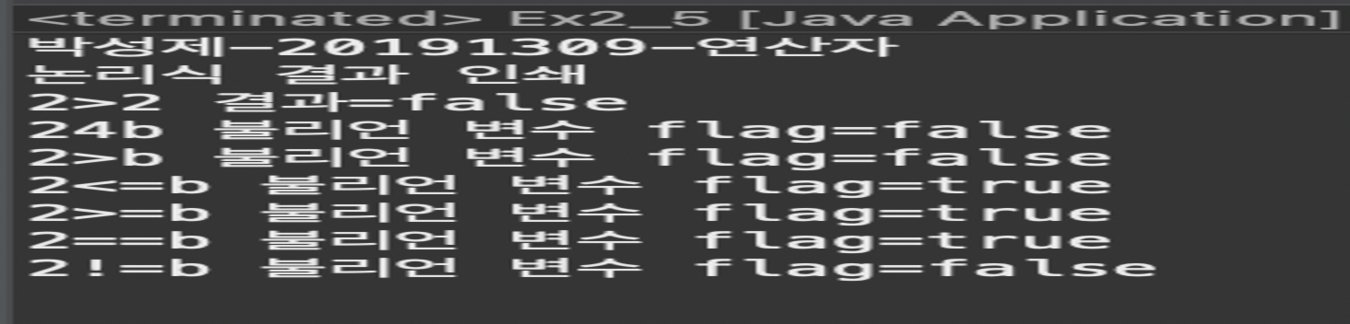 <terminated> Ex2_5 [Java Application]
박성제-20191309-연산자
논리식 결과 인쇄
2>2 결과=false
24b 불리언 변수 flag=false
2>b 불리언 변수 flag=false
2<=b 불리언 변수 flag=true
2>=b 불리언 변수 flag=true
2==b 불리언 변수 flag=true
2!=b 불리언 변수 flag=false